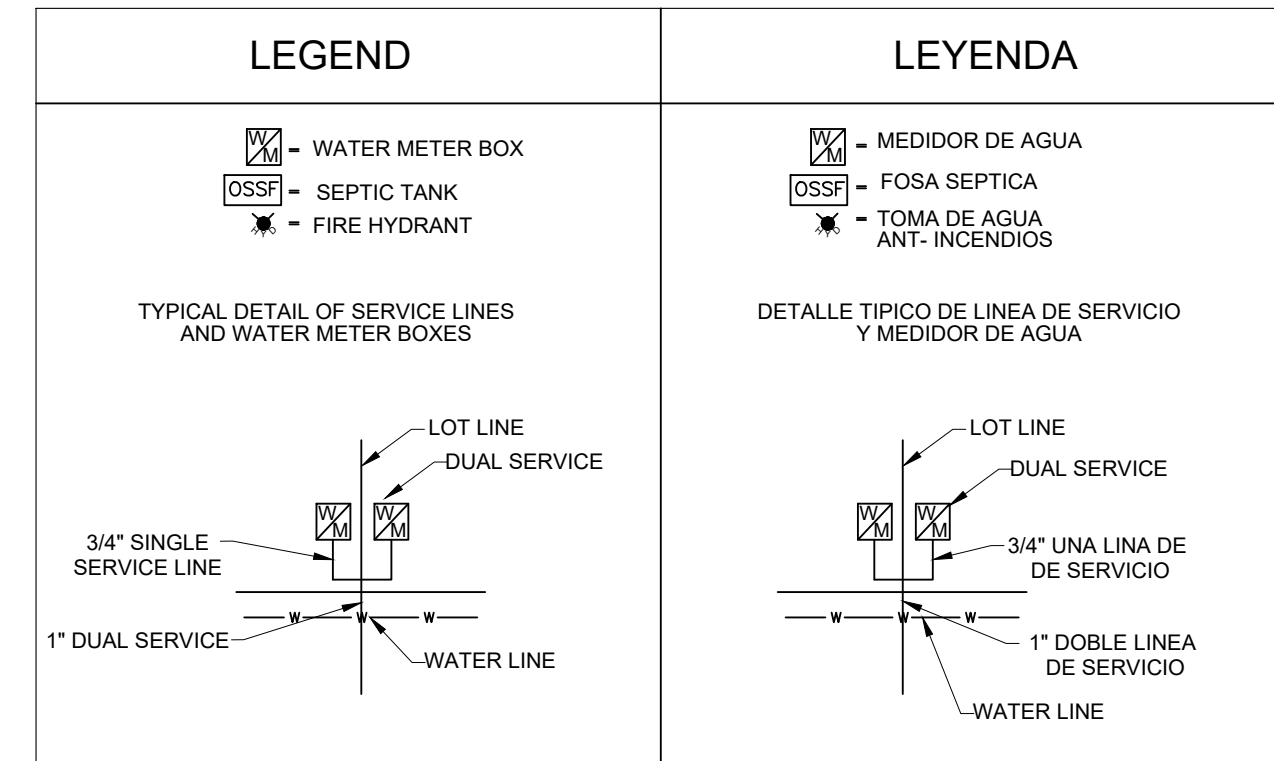 LEGEND
W/M = WATER METER BOX
OSSF = SEPTIC TANK
HYD = FIRE HYDRANT
TYPICAL DETAIL OF SERVICE LINES
AND WATER METER BOXES
LOT LINE
DUAL SERVICE
W/M W/M
3/4" SINGLE
SERVICE LINE
W W W
1" DUAL SERVICE
WATER LINE
LEYENDA
W/M = MEDIDOR DE AGUA
OSSF = FOSA SEPTICA
HYD = TOMA DE AGUA
ANT- INCENDIOS
DETALLE TIPICO DE LINEA DE SERVICIO
Y MEDIDOR DE AGUA
LOT LINE
DUAL SERVICE
W/M W/M
3/4" UNA LINA DE
DE SERVICIO
W W W
1" DOBLE LINEA
DE SERVICIO
WATER LINE